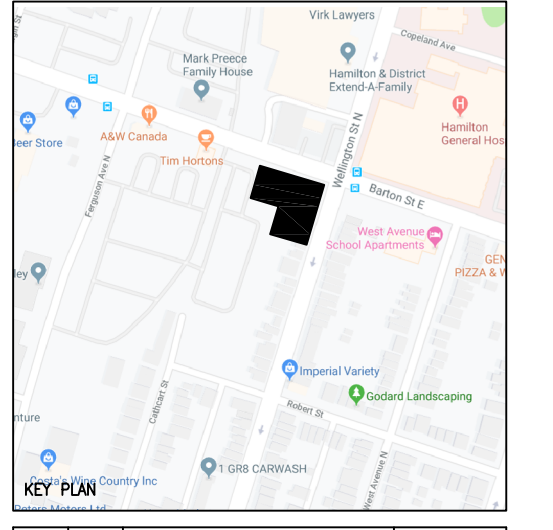 Virk Lawyers
Copeland Ave
Mark Preece
Family House
Hamilton & District
Extend-A-Family
Hamilton
General Hos
A&W Canada
Beer Store
Tim Hortons
Wellington St N
Ferguson Ave N
Barton St E
West Avenue
School Apartments
GEN
PIZZA & W
ley
Imperial Variety
Godard Landscaping
Cathcart St
Robert St
nture
1 GR8 CARWASH
West Avenue N
Costa's Wine Country Inc
KEY PLAN
Peters Motors Ltd